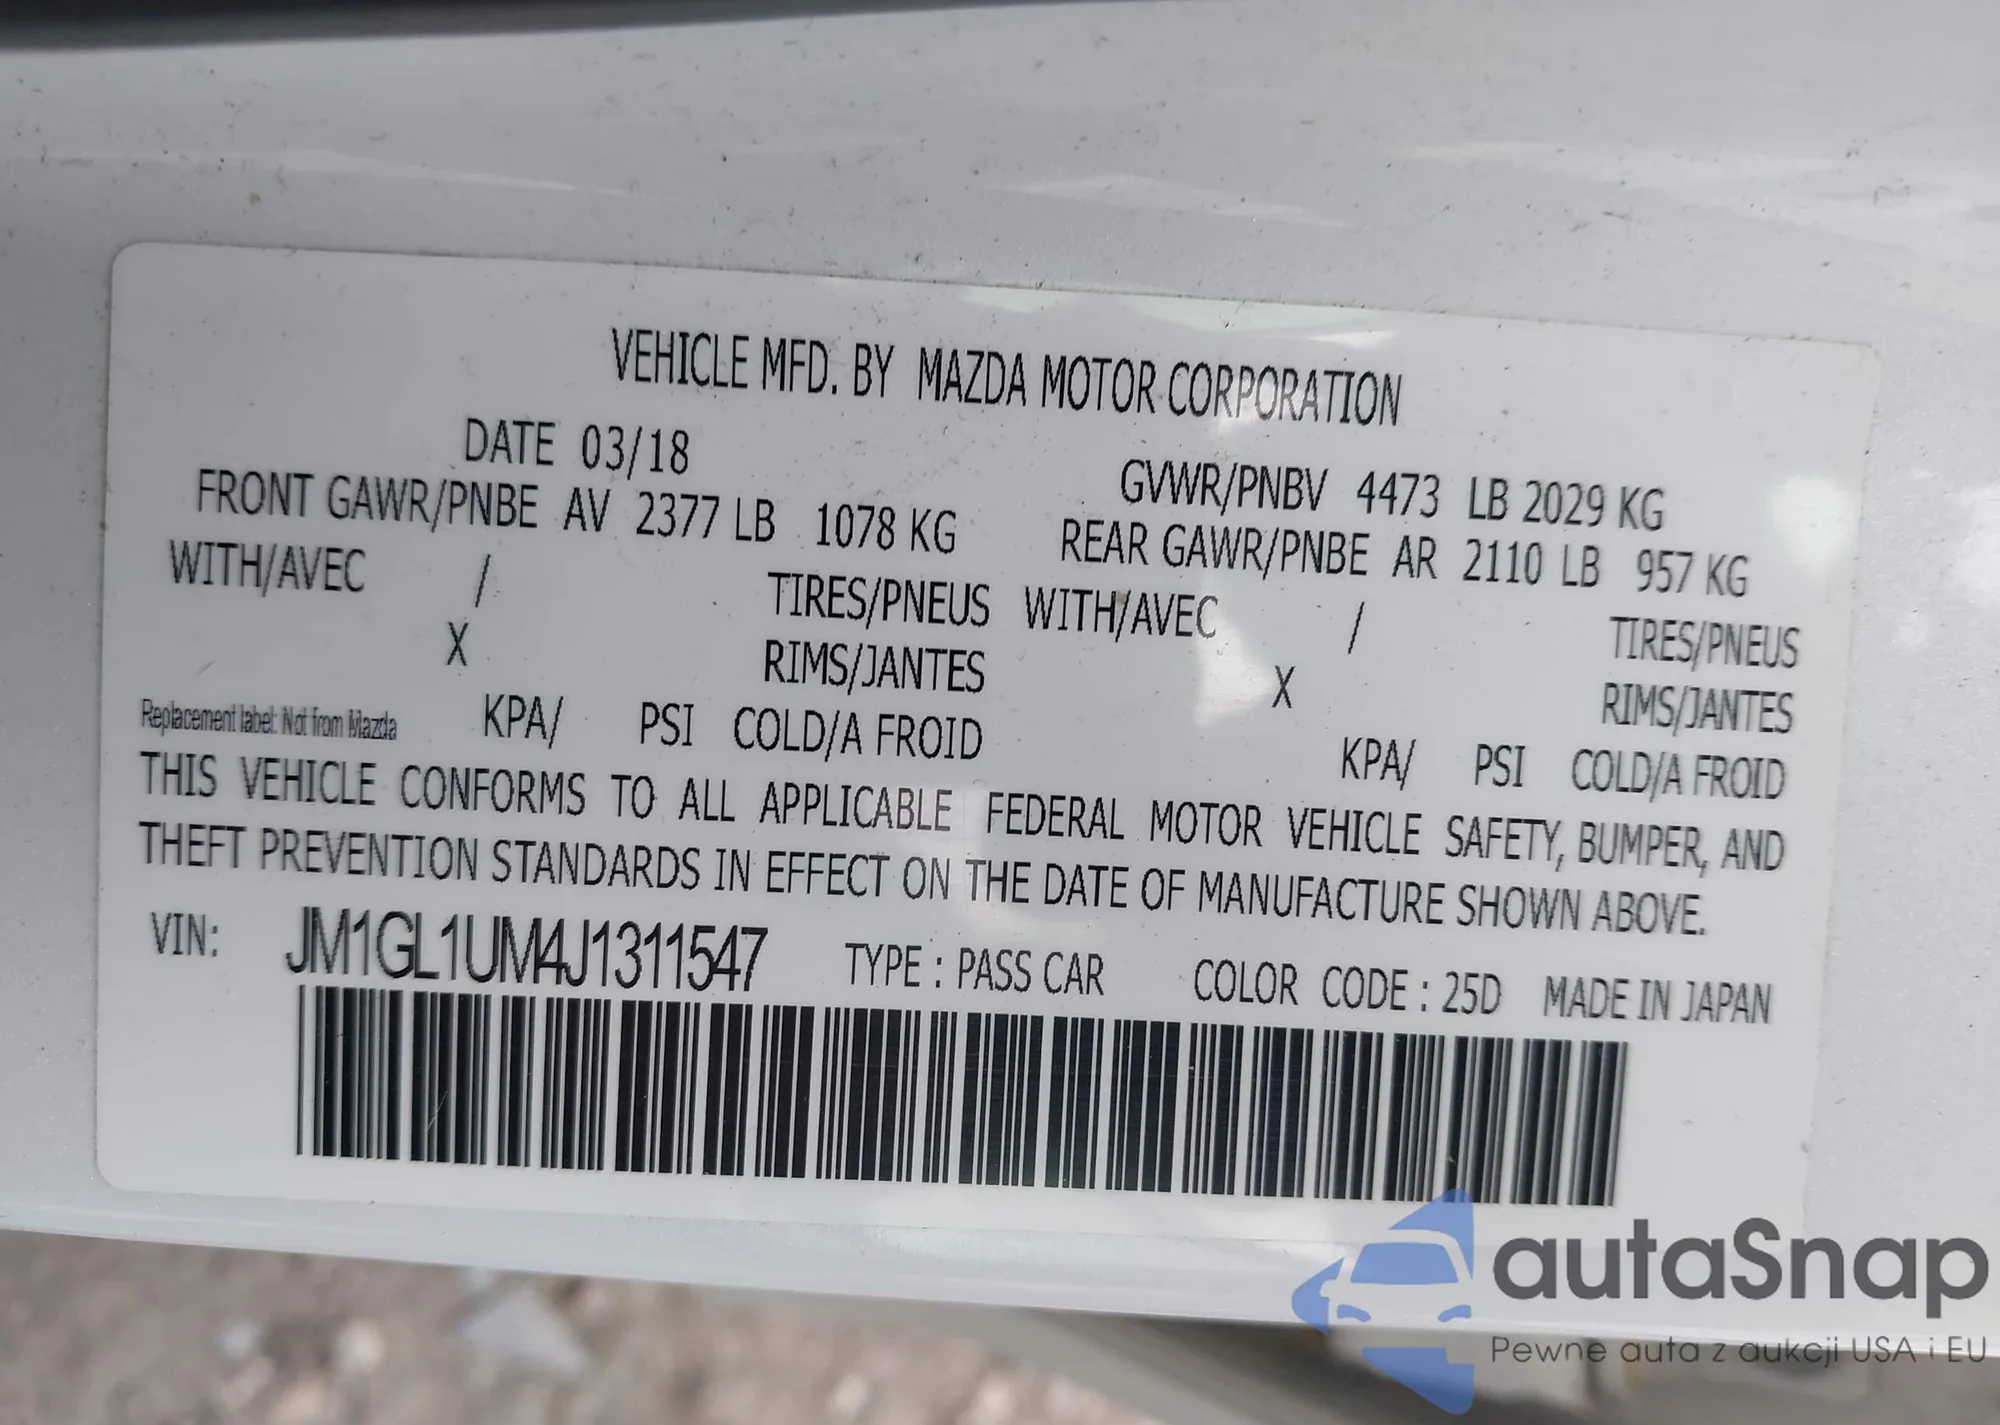 VEHICLE MFD. BY MAZDA MOTOR CORPORATION
DATE 03/18
GVWR/PNBV 4473 LB 2029 KG
FRONT GAWR/PNBE AV 2377 LB 1078 KG
REAR GAWR/PNBE AR 2110 LB 957 KG
WITH/AVEC / TIRES/PNEUS WITH/AVEC / TIRES/PNEUS
X RIMS/JANTES X RIMS/JANTES
Replacement label: Not from Mazda KPA/ PSI COLD/A FROID KPA/ PSI COLD/A FROID
THIS VEHICLE CONFORMS TO ALL APPLICABLE FEDERAL MOTOR VEHICLE SAFETY, BUMPER, AND
THEFT PREVENTION STANDARDS IN EFFECT ON THE DATE OF MANUFACTURE SHOWN ABOVE.
VIN: JM1GL1UM4J1311547 TYPE : PASS CAR COLOR CODE : 25D MADE IN JAPAN
autaSnap
Pewne auta z aukcji USA i EU